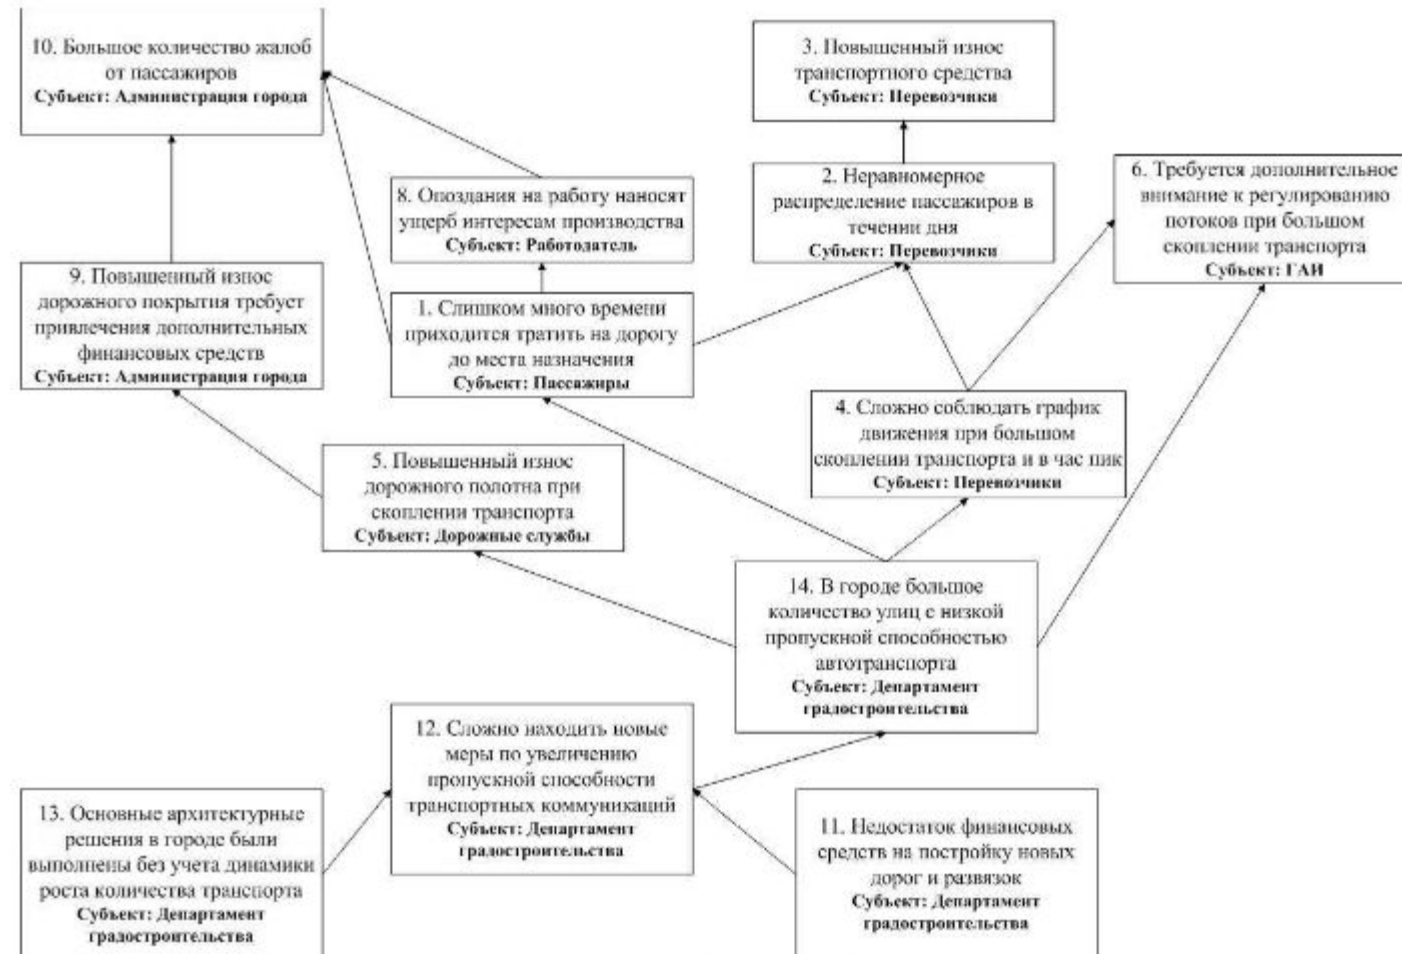 10. Большое количество жалоб
от пассажиров
Субъект: Администрация города
3. Повышенный износ
транспортного средства
Субъект: Перевозчики
6. Требуется дополнительное
внимание к регулированию
потоков при большом
скоплении транспорта
Субъект: ГАИ
8. Опоздания на работу наносят
ущерб интересам производства
Субъект: Работодатель
2. Неравномерное
распределение пассажиров в
течении дня
Субъект: Перевозчики
9. Повышенный износ
дорожного покрытия требует
привлечения дополнительных
финансовых средств
Субъект: Администрация города
1. Слишком много времени
приходится тратить на дорогу
до места назначения
Субъект: Пассажиры
4. Сложно соблюдать график
движения при большом
скоплении транспорта и в час пик
Субъект: Перевозчики
5. Повышенный износ
дорожного полотна при
скоплении транспорта
Субъект: Дорожные службы
14. В городе большое
количество улиц с низкой
пропускной способностью
автотранспорта
Субъект: Департамент
градостроительства
12. Сложно находить новые
меры по увеличению
пропускной способности
транспортных коммуникаций
Субъект: Департамент
градостроительства
13. Основные архитектурные
решения в городе были
выполнены без учета динамики
роста количества транспорта
Субъект: Департамент
градостроительства
11. Недостаток финансовых
средств на постройку новых
дорог и развязок
Субъект: Департамент
градостроительства